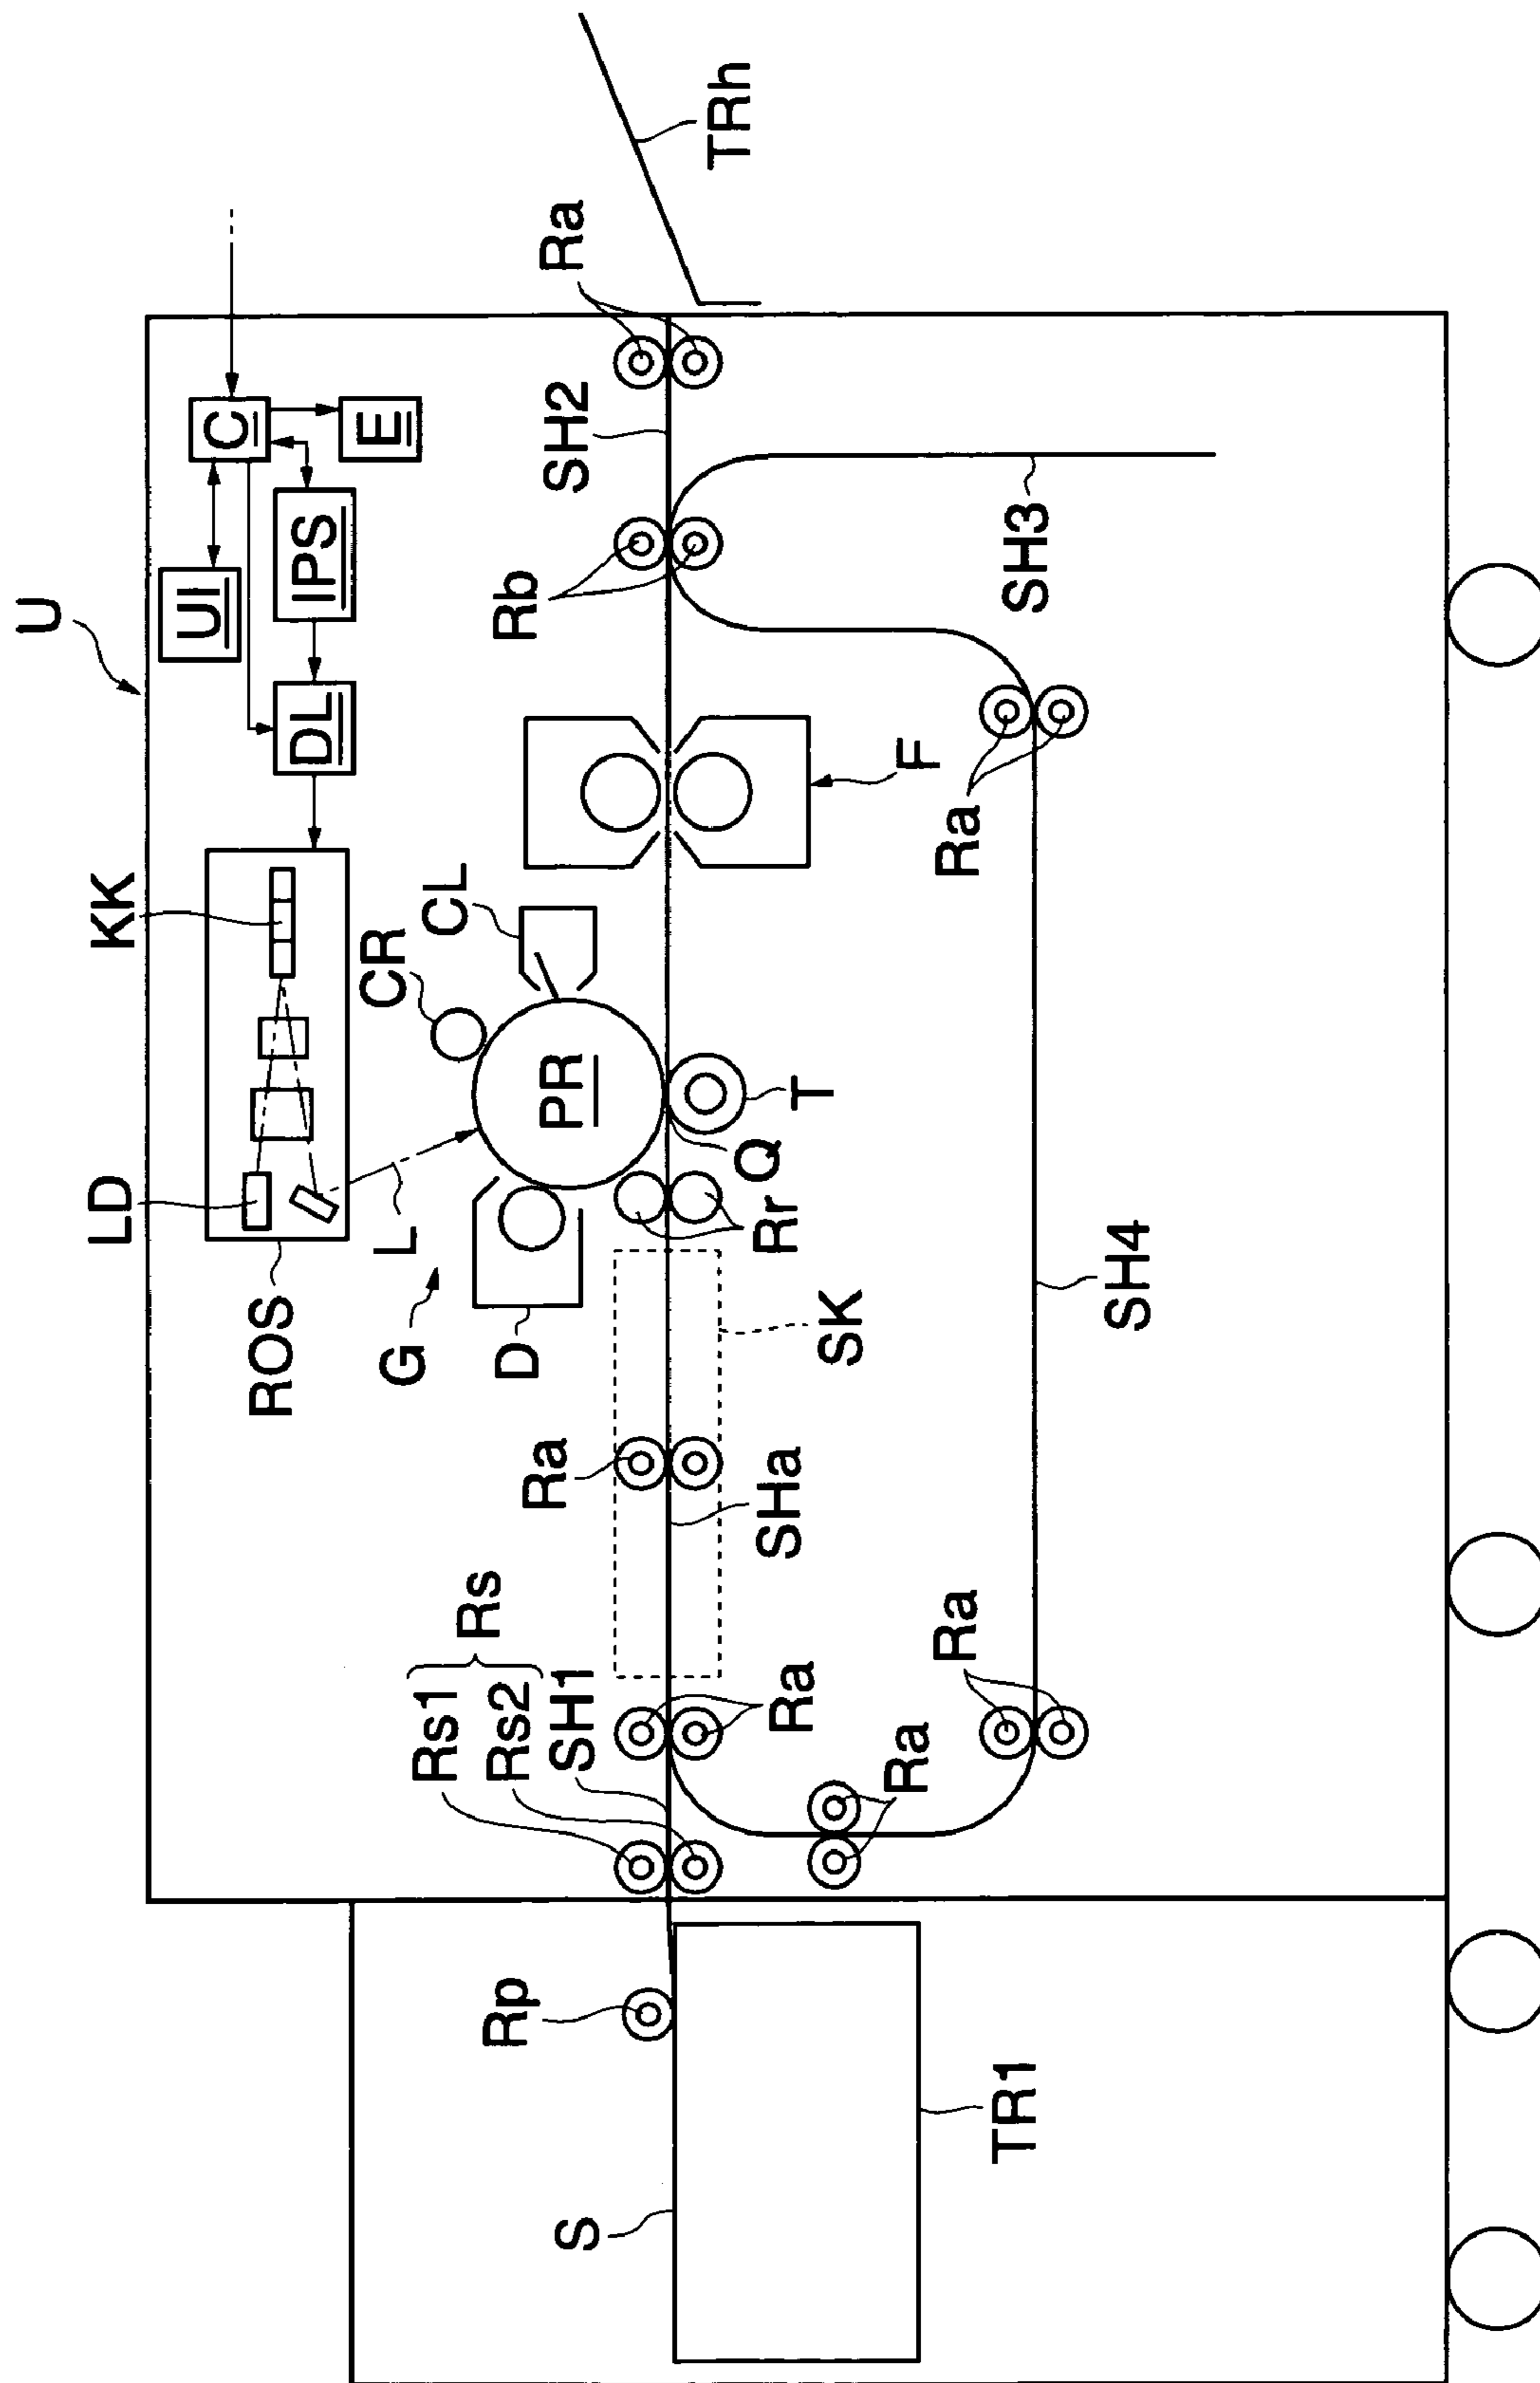 U
C
UI
IPS
E
DL
KK
LD
ROS
L
G
CR
CL
D
PR
T
Q
Rr
F
Rb
SH2
Ra
TRh
SH3
Ra
SH4
SK
SHa
Ra
Rs
Rs1
Rs2
SH1
Ra
Ra
Ra
Rp
S
TR1